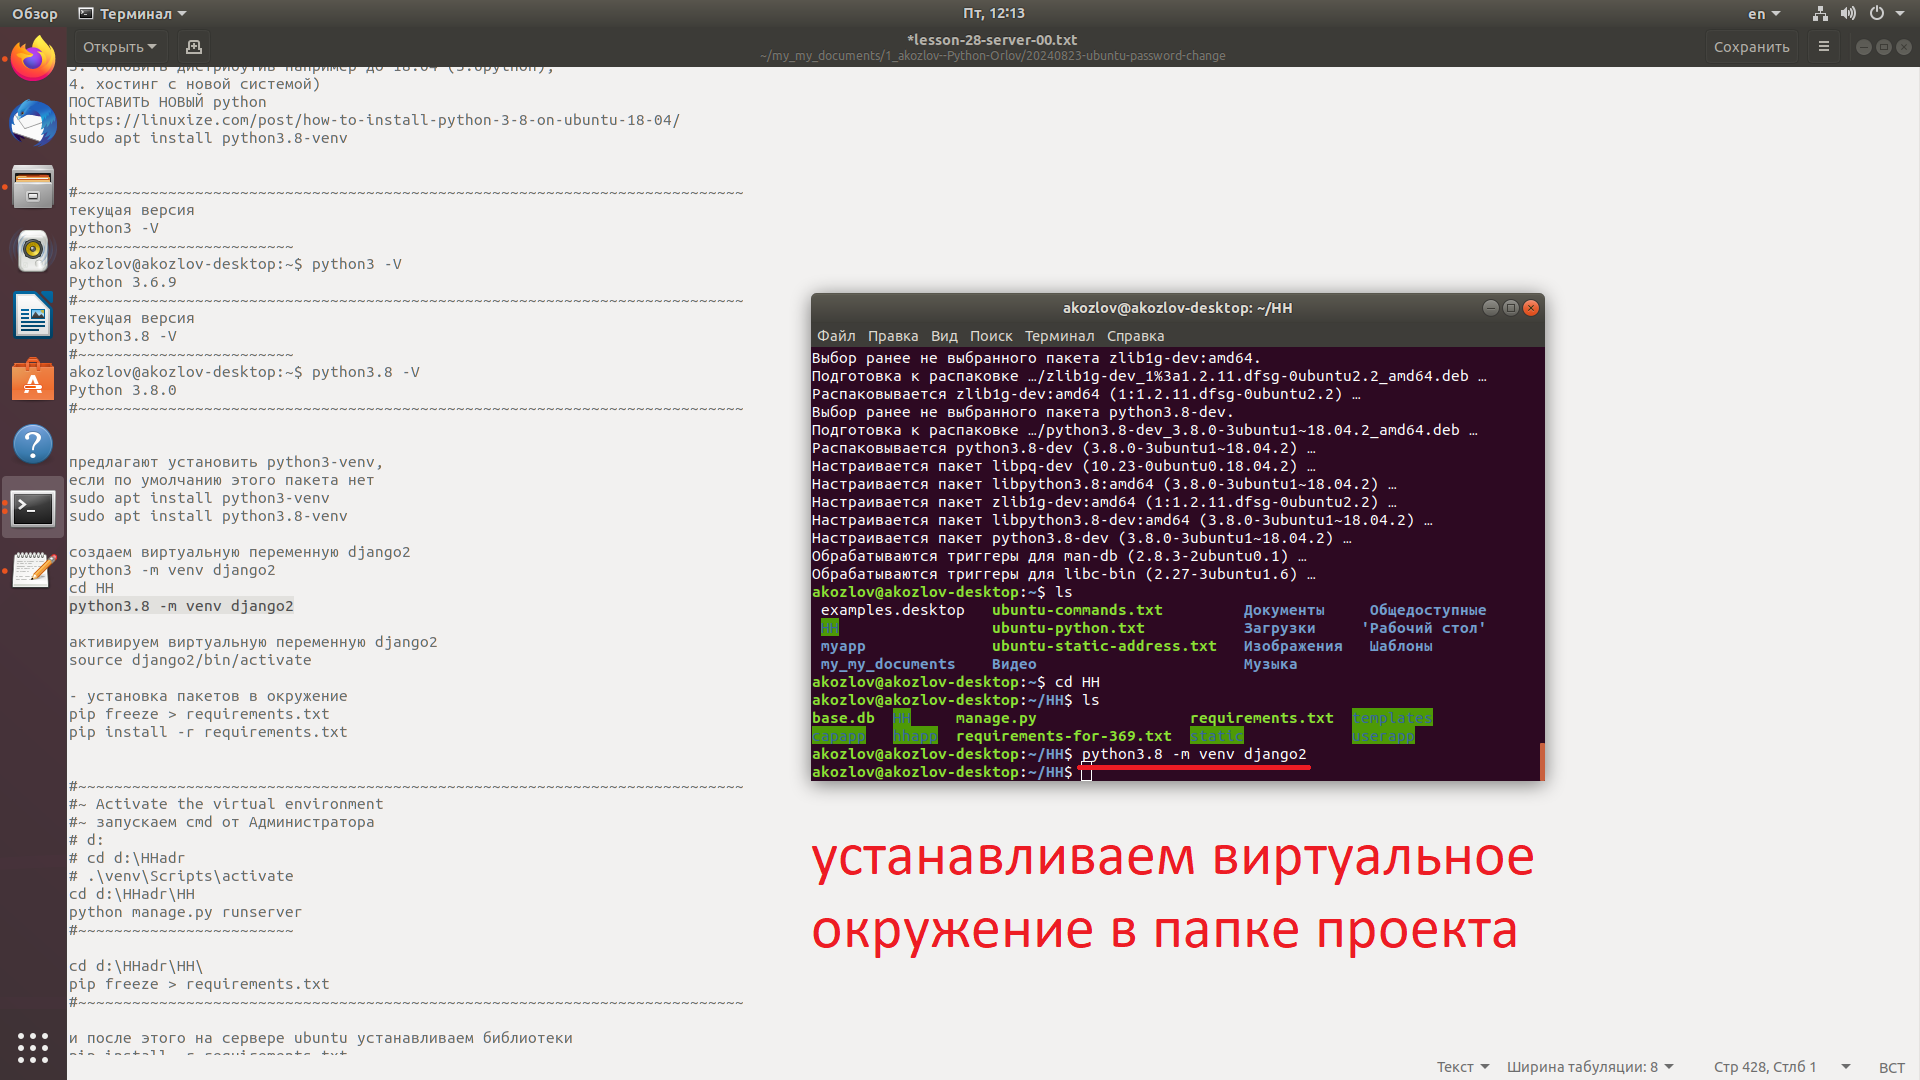 Обзор Терминал Пт, 12:13 en
Открыть *lesson-28-server-00.txt Сохранить
~/my_my_documents/1_akozlov--Python-Orlov/20240823-ubuntu-password-change
4. хостинг с новой системой)
ПОСТАВИТЬ НОВЫЙ python
https://linuxize.com/post/how-to-install-python-3-8-on-ubuntu-18-04/
sudo apt install python3.8-venv
#~~~~~~~~~~~~~~~~~~~~~~~~~~~~~~~~~~~~~~~~~~~~~~~~~~~~~~~~~~~~~~~~~~~~~~~~~~
текущая версия
python3 -V
#~~~~~~~~~~~~~~~~~~~~~~~~
akozlov@akozlov-desktop:~$ python3 -V
Python 3.6.9
#~~~~~~~~~~~~~~~~~~~~~~~~~~~~~~~~~~~~~~~~~~~~~~~~~~~~~~~~~~~~~~~~~~~~~~~~~~
текущая версия
python3.8 -V
#~~~~~~~~~~~~~~~~~~~~~~~~
akozlov@akozlov-desktop:~$ python3.8 -V
Python 3.8.0
#~~~~~~~~~~~~~~~~~~~~~~~~~~~~~~~~~~~~~~~~~~~~~~~~~~~~~~~~~~~~~~~~~~~~~~~~~~
предлагают установить python3-venv,
если по умолчанию этого пакета нет
sudo apt install python3-venv
sudo apt install python3.8-venv
создаем виртуальную переменную django2
python3 -m venv django2
cd HH
python3.8 -m venv django2
активируем виртуальную переменную django2
source django2/bin/activate
- установка пакетов в окружение
pip freeze > requirements.txt
pip install -r requirements.txt
#~~~~~~~~~~~~~~~~~~~~~~~~~~~~~~~~~~~~~~~~~~~~~~~~~~~~~~~~~~~~~~~~~~~~~~~~~~
#~ Activate the virtual environment
#~ запускаем cmd от Администратора
# d:
# cd d:\HHadr
# .\venv\Scripts\activate
cd d:\HHadr\HH
python manage.py runserver
#~~~~~~~~~~~~~~~~~~~~~~~~
cd d:\HHadr\HH\
pip freeze > requirements.txt
#~~~~~~~~~~~~~~~~~~~~~~~~~~~~~~~~~~~~~~~~~~~~~~~~~~~~~~~~~~~~~~~~~~~~~~~~~~
и после этого на сервере ubuntu устанавливаем библиотеки
pip install -r requirements.txt
akozlov@akozlov-desktop: ~/HH
Файл Правка Вид Поиск Терминал Справка
Выбор ранее не выбранного пакета zlib1g-dev:amd64.
Подготовка к распаковке …/zlib1g-dev_1%3a1.2.11.dfsg-0ubuntu2.2_amd64.deb …
Распаковывается zlib1g-dev:amd64 (1:1.2.11.dfsg-0ubuntu2.2) …
Выбор ранее не выбранного пакета python3.8-dev.
Подготовка к распаковке …/python3.8-dev_3.8.0-3ubuntu1~18.04.2_amd64.deb …
Распаковывается python3.8-dev (3.8.0-3ubuntu1~18.04.2) …
Настраивается пакет libpq-dev (10.23-0ubuntu0.18.04.2) …
Настраивается пакет libpython3.8:amd64 (3.8.0-3ubuntu1~18.04.2) …
Настраивается пакет zlib1g-dev:amd64 (1:1.2.11.dfsg-0ubuntu2.2) …
Настраивается пакет libpython3.8-dev:amd64 (3.8.0-3ubuntu1~18.04.2) …
Настраивается пакет python3.8-dev (3.8.0-3ubuntu1~18.04.2) …
Обрабатываются триггеры для man-db (2.8.3-2ubuntu0.1) …
Обрабатываются триггеры для libc-bin (2.27-3ubuntu1.6) …
akozlov@akozlov-desktop:~$ ls
examples.desktop ubuntu-commands.txt Документы Общедоступные
HH ubuntu-python.txt Загрузки 'Рабочий стол'
myapp ubuntu-static-address.txt Изображения Шаблоны
my_my_documents Видео Музыка
akozlov@akozlov-desktop:~$ cd HH
akozlov@akozlov-desktop:~/HH$ ls
base.db HH manage.py requirements.txt templates
capapp hhapp requirements-for-369.txt static userapp
akozlov@akozlov-desktop:~/HH$ python3.8 -m venv django2
akozlov@akozlov-desktop:~/HH$
устанавливаем виртуальное
окружение в папке проекта
Текст Ширина табуляции: 8 Стр 428, Стлб 1 ВСТ